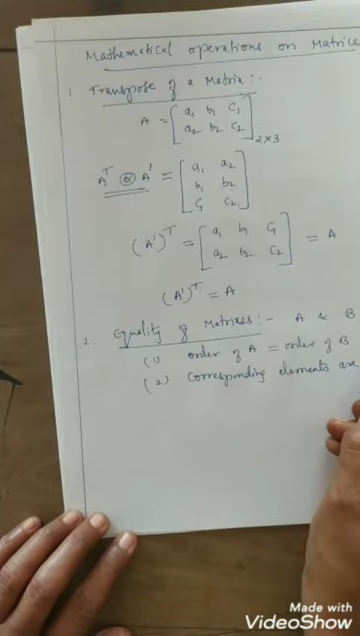 Mathematical operations on Matrices
1. Transpose of a Matrix:-
A = [ a₁ b₁ c₁
a₂ b₂ c₂ ] 2×3
Aᵀ or A' = [ a₁ a₂
b₁ b₂
c₁ c₂ ]
(A')ᵀ = [ a₁ b₁ c₁
a₂ b₂ c₂ ] = A
(A')ᵀ = A
2. Equality of Matrixes:- A & B
(1) order of A = order of B
(2) Corresponding elements are
Made with
VideoShow